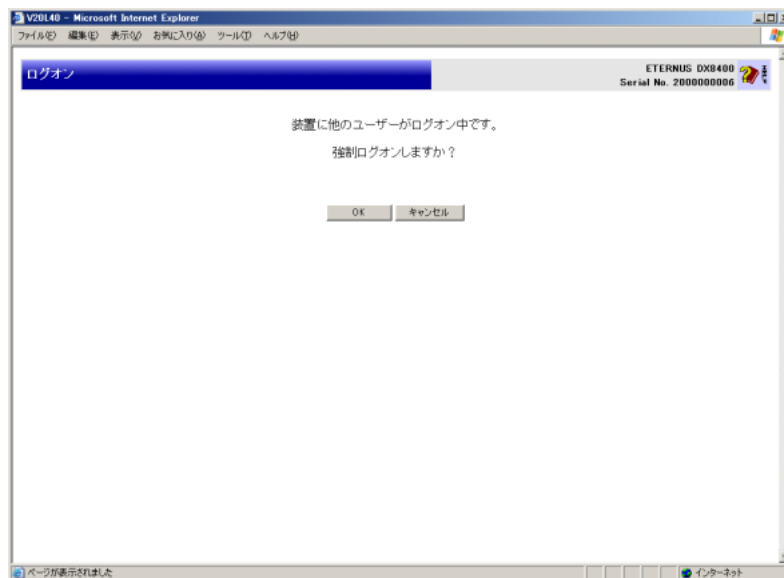 V20L40 - Microsoft Internet Explorer
ファイル(F) 編集(E) 表示(V) お気に入り(A) ツール(T) ヘルプ(H)
ログオン
ETERNUS DX8400
Serial No. 2000000006
装置に他のユーザーがログオン中です。
強制ログオンしますか？
OK キャンセル
ページが表示されました インターネット